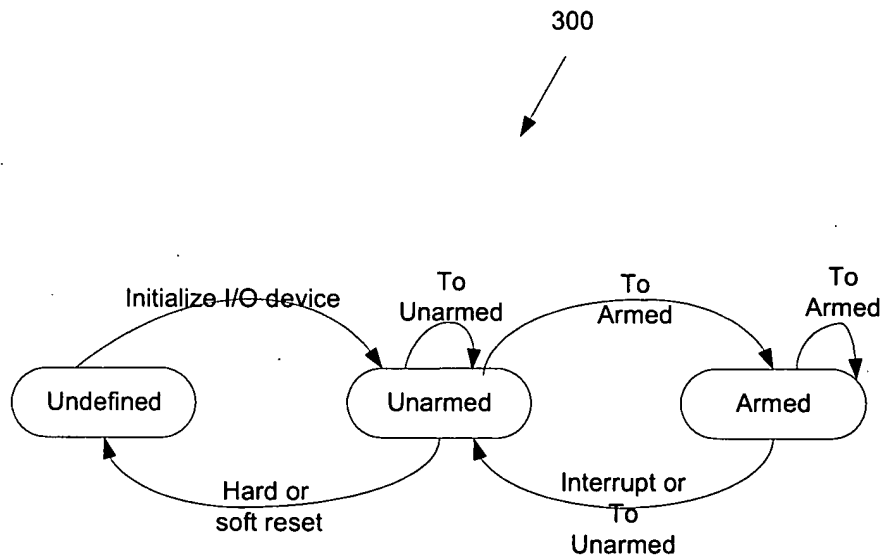 300
Initialize I/O device
To
Unarmed
To
Armed
To
Armed
Undefined
Unarmed
Armed
Hard or
soft reset
Interrupt or
To
Unarmed